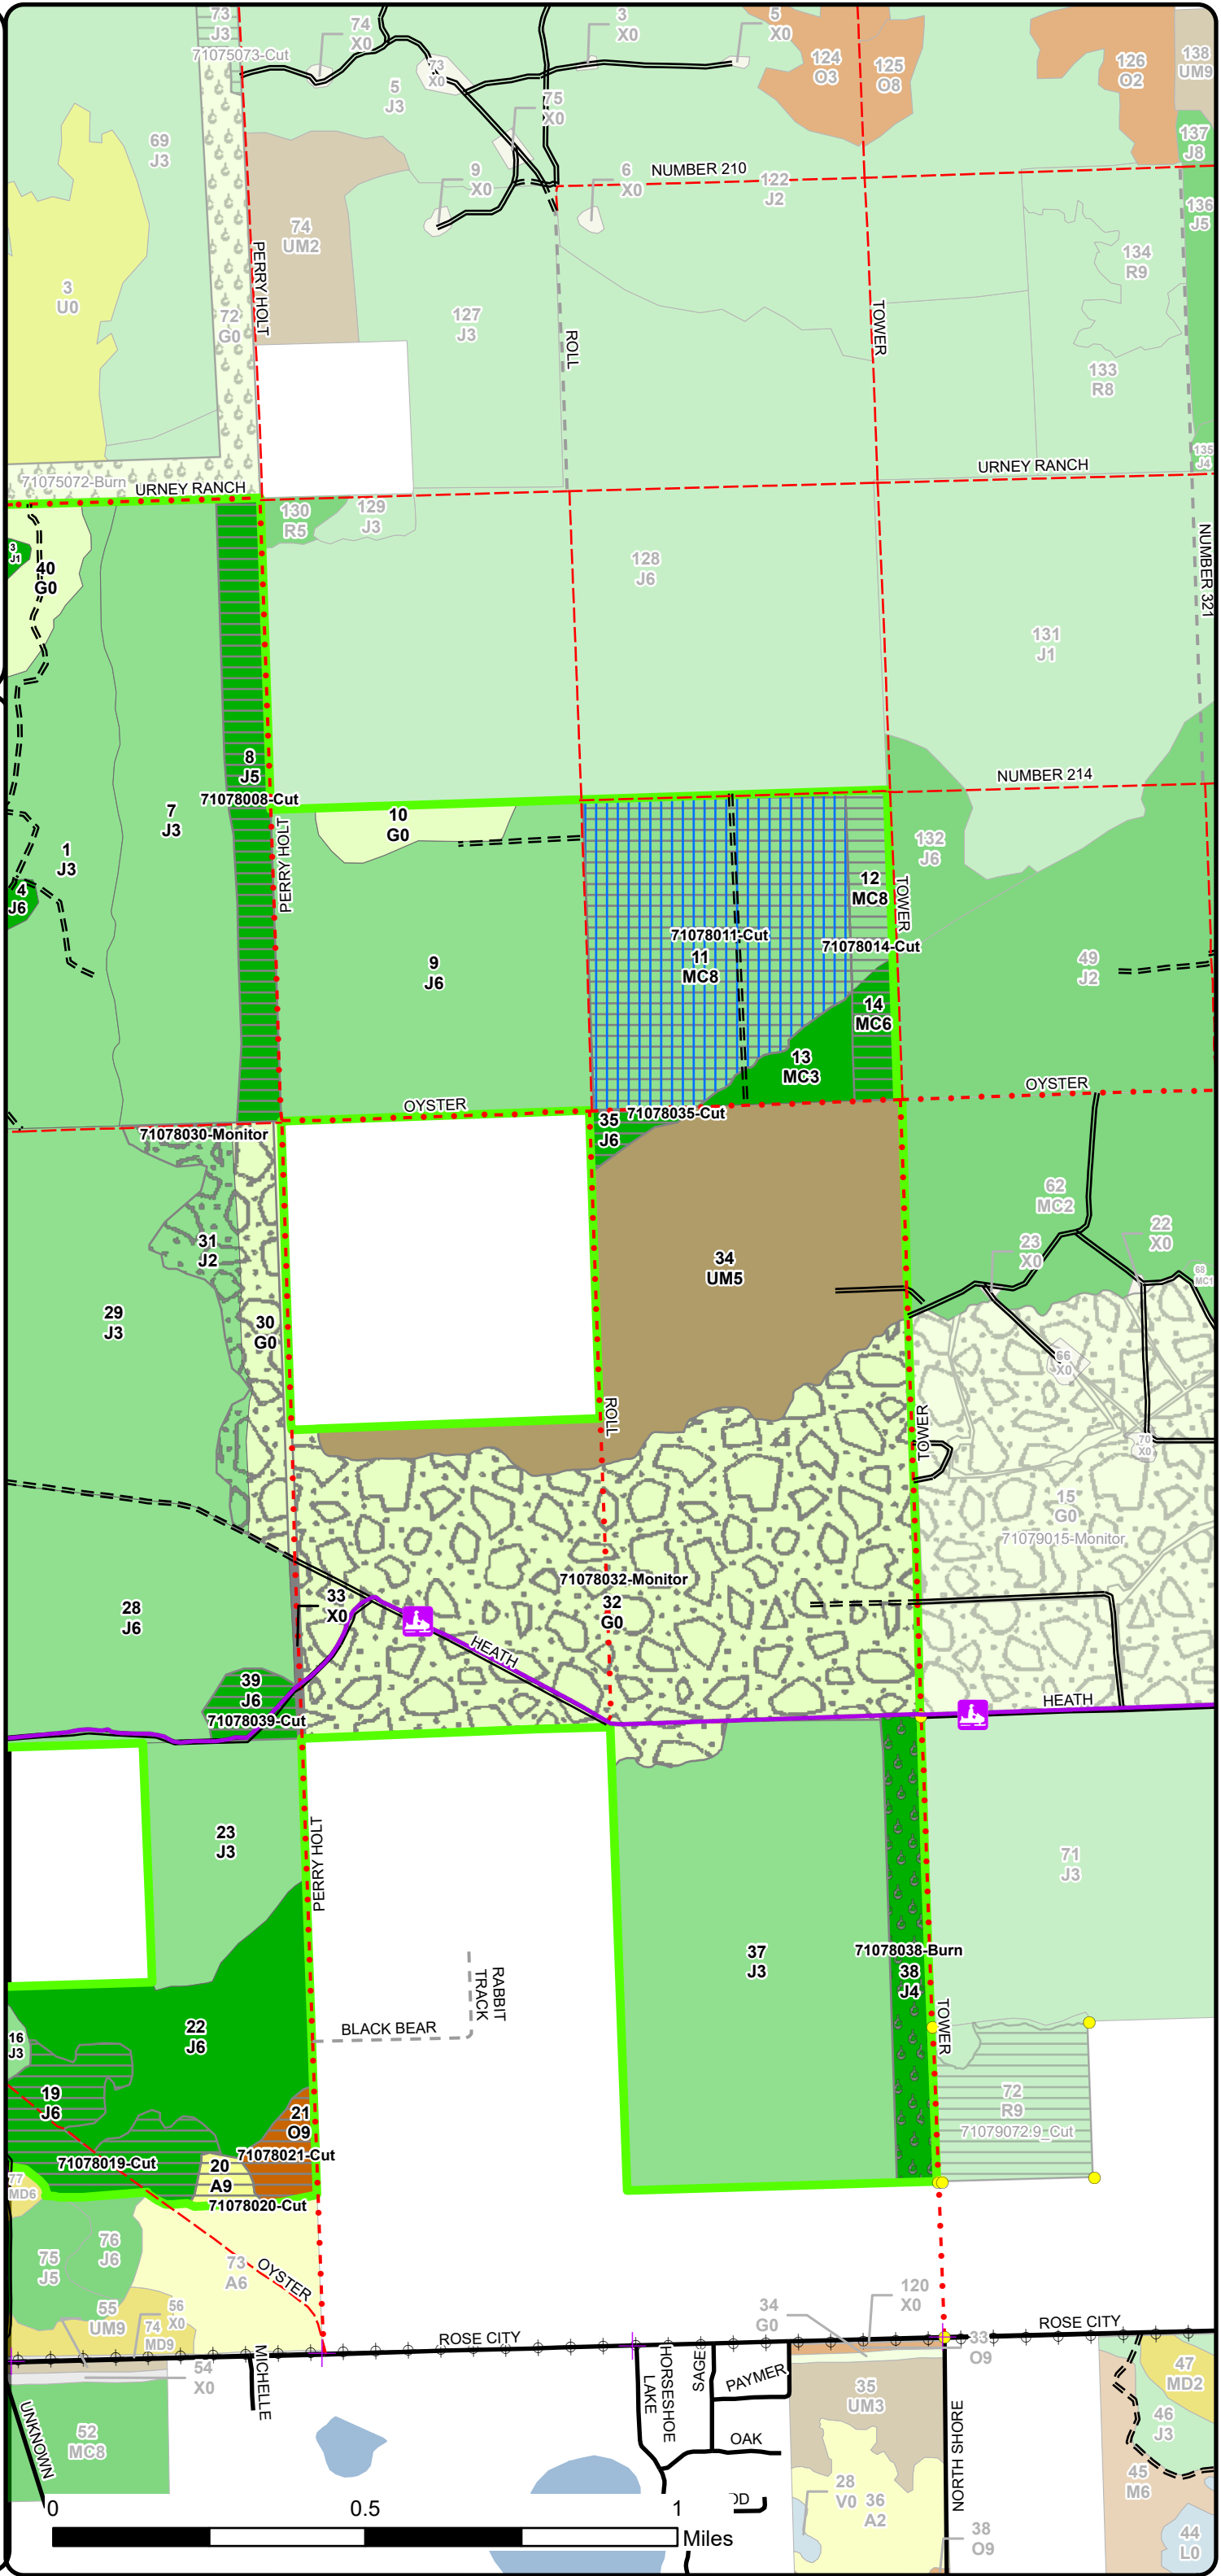 73
J3
71075073-Cut
74
X0
3
X0
5
X0
73
X0
5
J3
124
O3
125
O8
126
O2
138
UM9
75
X0
69
J3
137
J8
NUMBER 210
9
X0
6
X0
122
J2
136
J5
74
UM2
PERRY HOLT
134
R9
3
U0
72
G0
127
J3
ROLL
TOWER
133
R8
135
J4
71075072-Burn
URNEY RANCH
URNEY RANCH
130
R5
129
J3
128
J6
NUMBER 321
3
J1
40
G0
131
J1
8
J5
71078008-Cut
NUMBER 214
7
J3
10
G0
1
J3
132
J6
4
J6
PERRY HOLT
12
MC8
TOWER
71078011-Cut
71078014-Cut
11
MC8
9
J6
49
J2
14
MC6
13
MC3
OYSTER
OYSTER
71078035-Cut
35
J6
71078030-Monitor
62
MC2
23
X0
22
X0
31
J2
34
UM5
68
MC1
29
J3
30
G0
66
X0
ROLL
TOWER
70
X0
15
G0
71079015-Monitor
71078032-Monitor
32
G0
33
X0
28
J6
HEATH
39
J6
71078039-Cut
HEATH
23
J3
PERRY HOLT
71
J3
37
J3
71078038-Burn
38
J4
RABBIT
TRACK
BLACK BEAR
TOWER
22
J6
16
J3
19
J6
72
R9
71079072.9_Cut
21
O9
71078021-Cut
71078019-Cut
20
A9
71078020-Cut
77
MD6
76
J6
75
J5
73
A6
OYSTER
55
UM9
56
X0
74
MD9
34
G0
120
X0
ROSE CITY
ROSE CITY
33
O9
54
X0
MICHELLE
HORSESHOE
LAKE
SAGE
PAYMER
OAK
35
UM3
47
MD2
46
J3
UNKNOWN
52
MC8
NORTH SHORE
45
M6
28
V0
36
A2
38
O9
44
L0
0
0.5
1
Miles